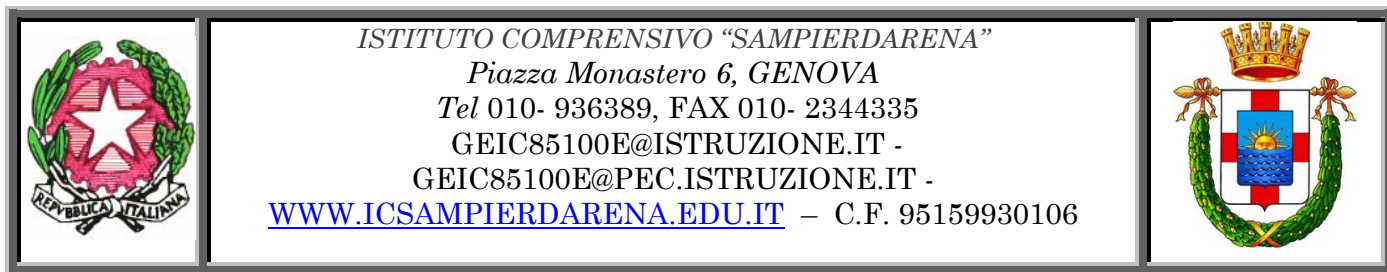 ISTITUTO COMPRENSIVO “SAMPIERDARENA”
Piazza Monastero 6, GENOVA
Tel 010- 936389, FAX 010- 2344335
GEIC85100E@ISTRUZIONE.IT -
GEIC85100E@PEC.ISTRUZIONE.IT -
WWW.ICSAMPIERDARENA.EDU.IT – C.F. 95159930106
REPVBBLICA ITALIANA